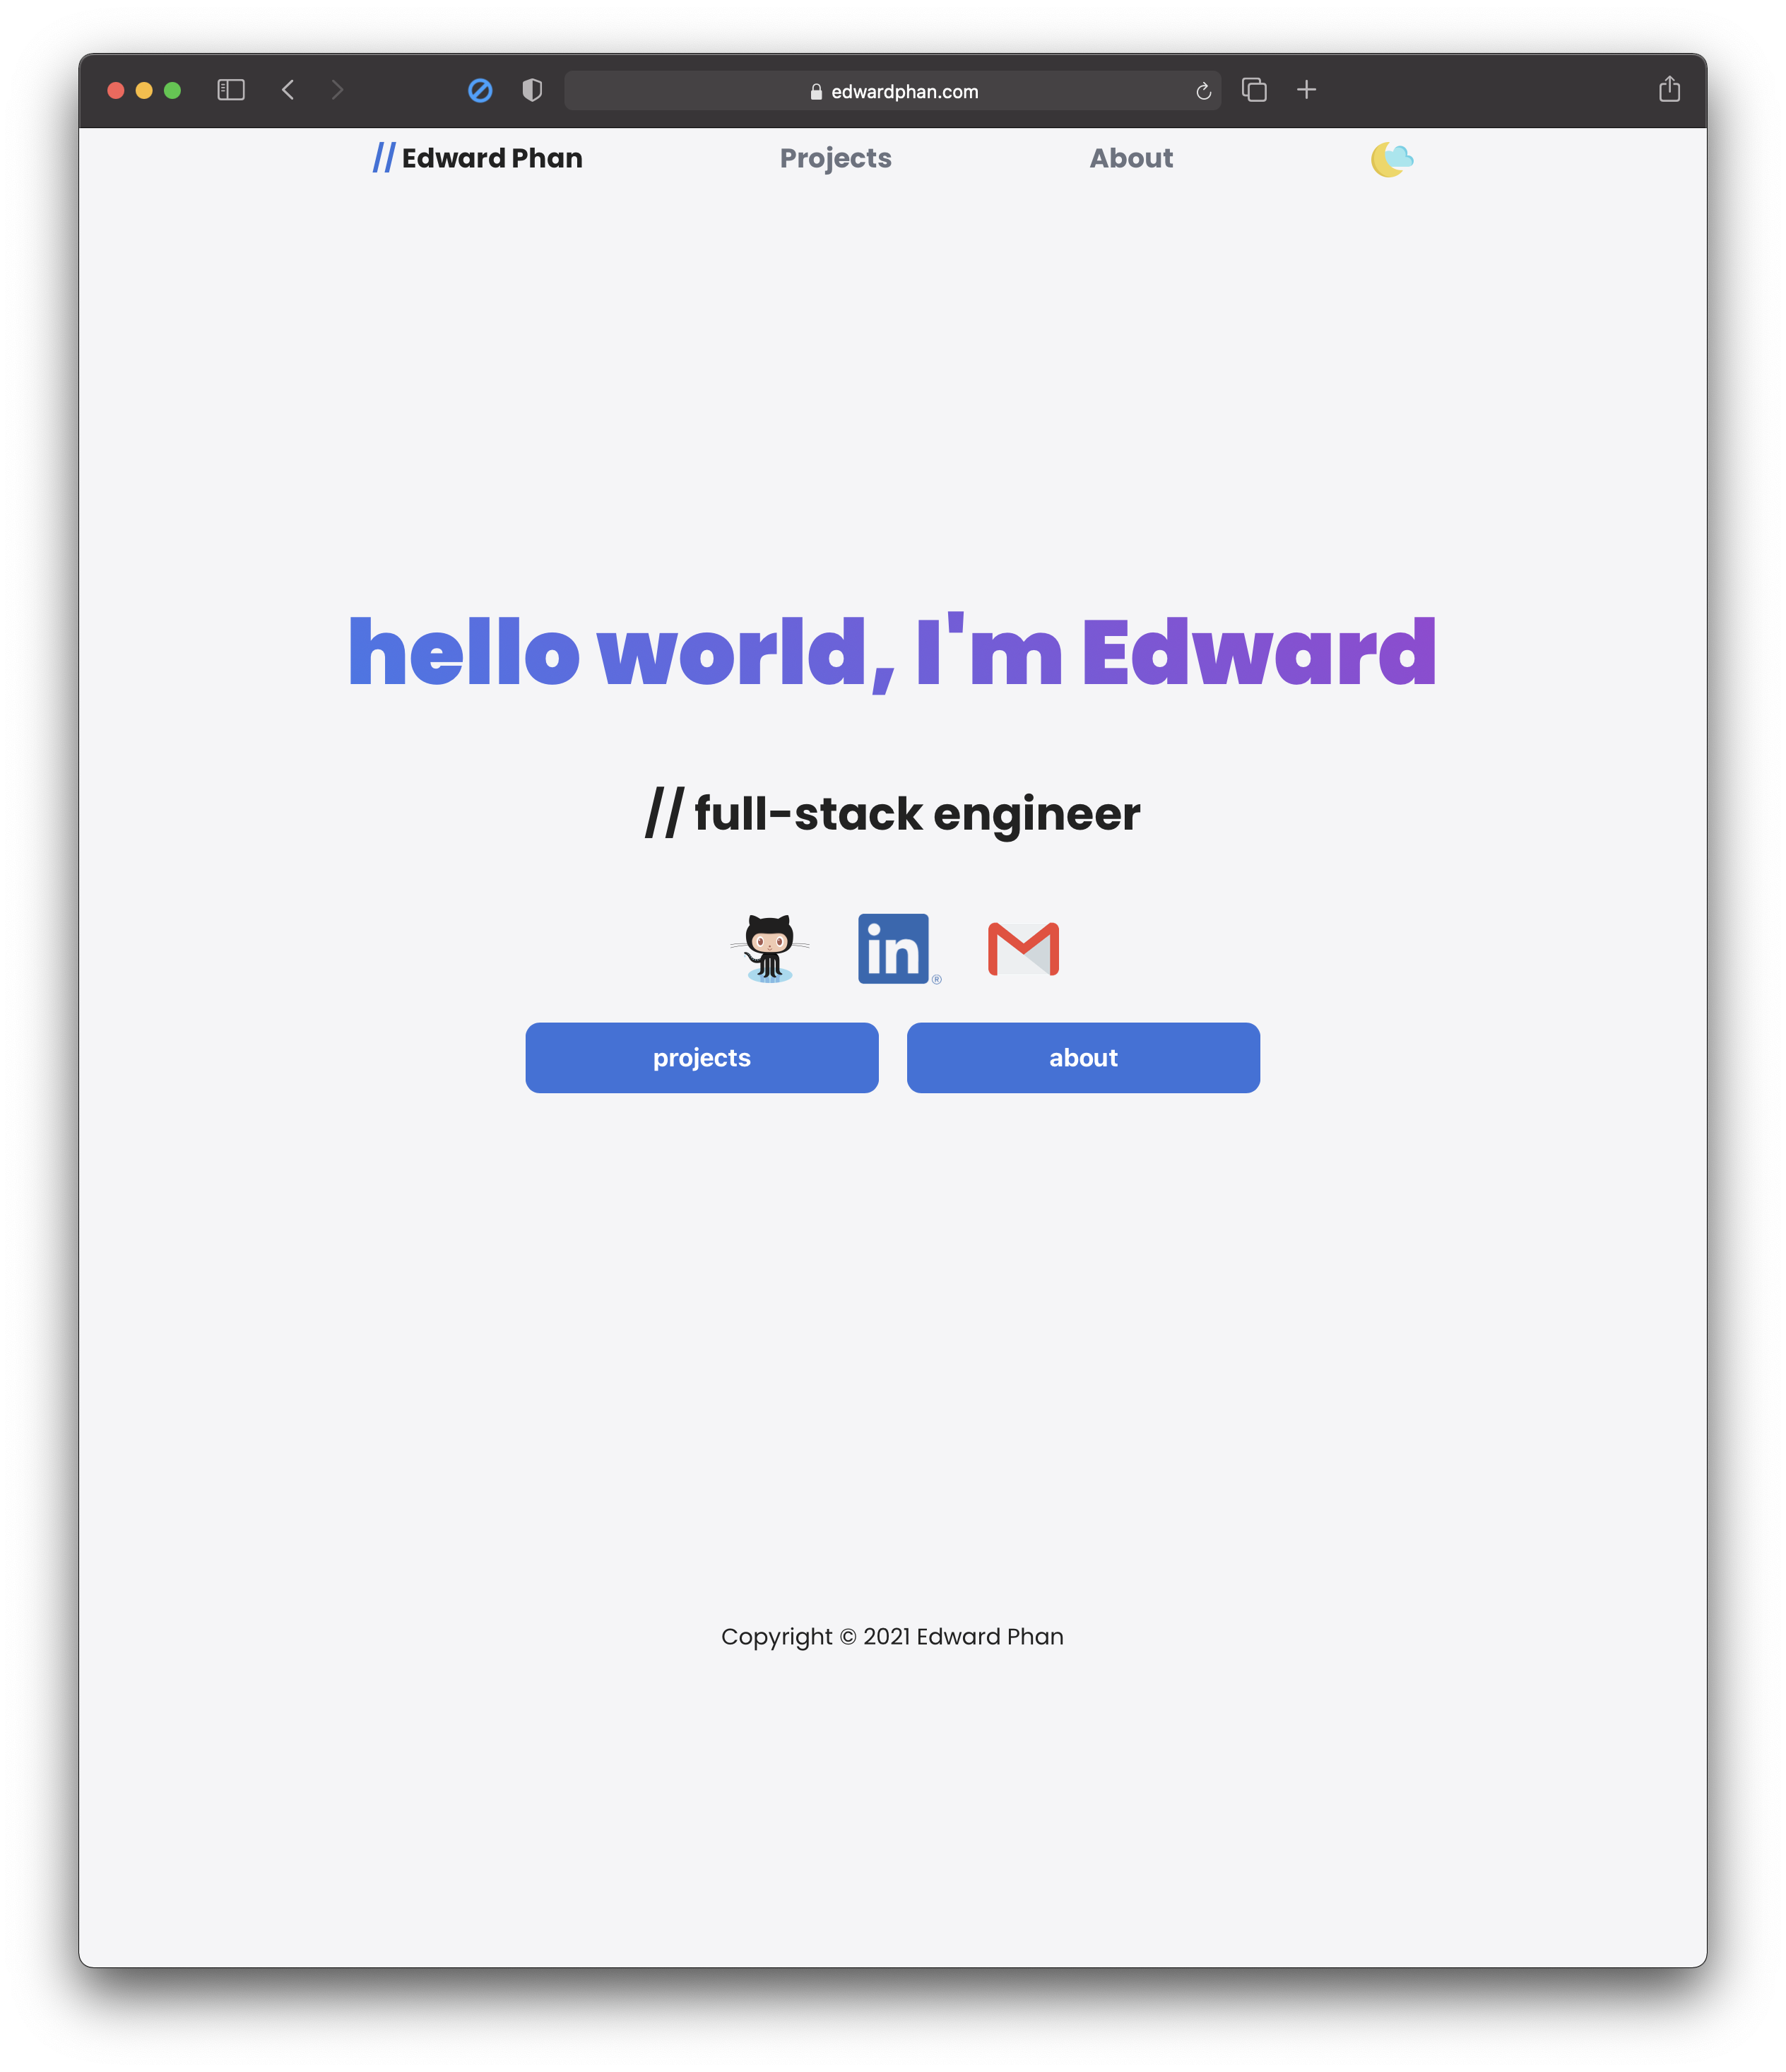 edwardphan.com
// Edward Phan Projects About
hello world, I'm Edward
// full-stack engineer
in ®
projects about
Copyright © 2021 Edward Phan